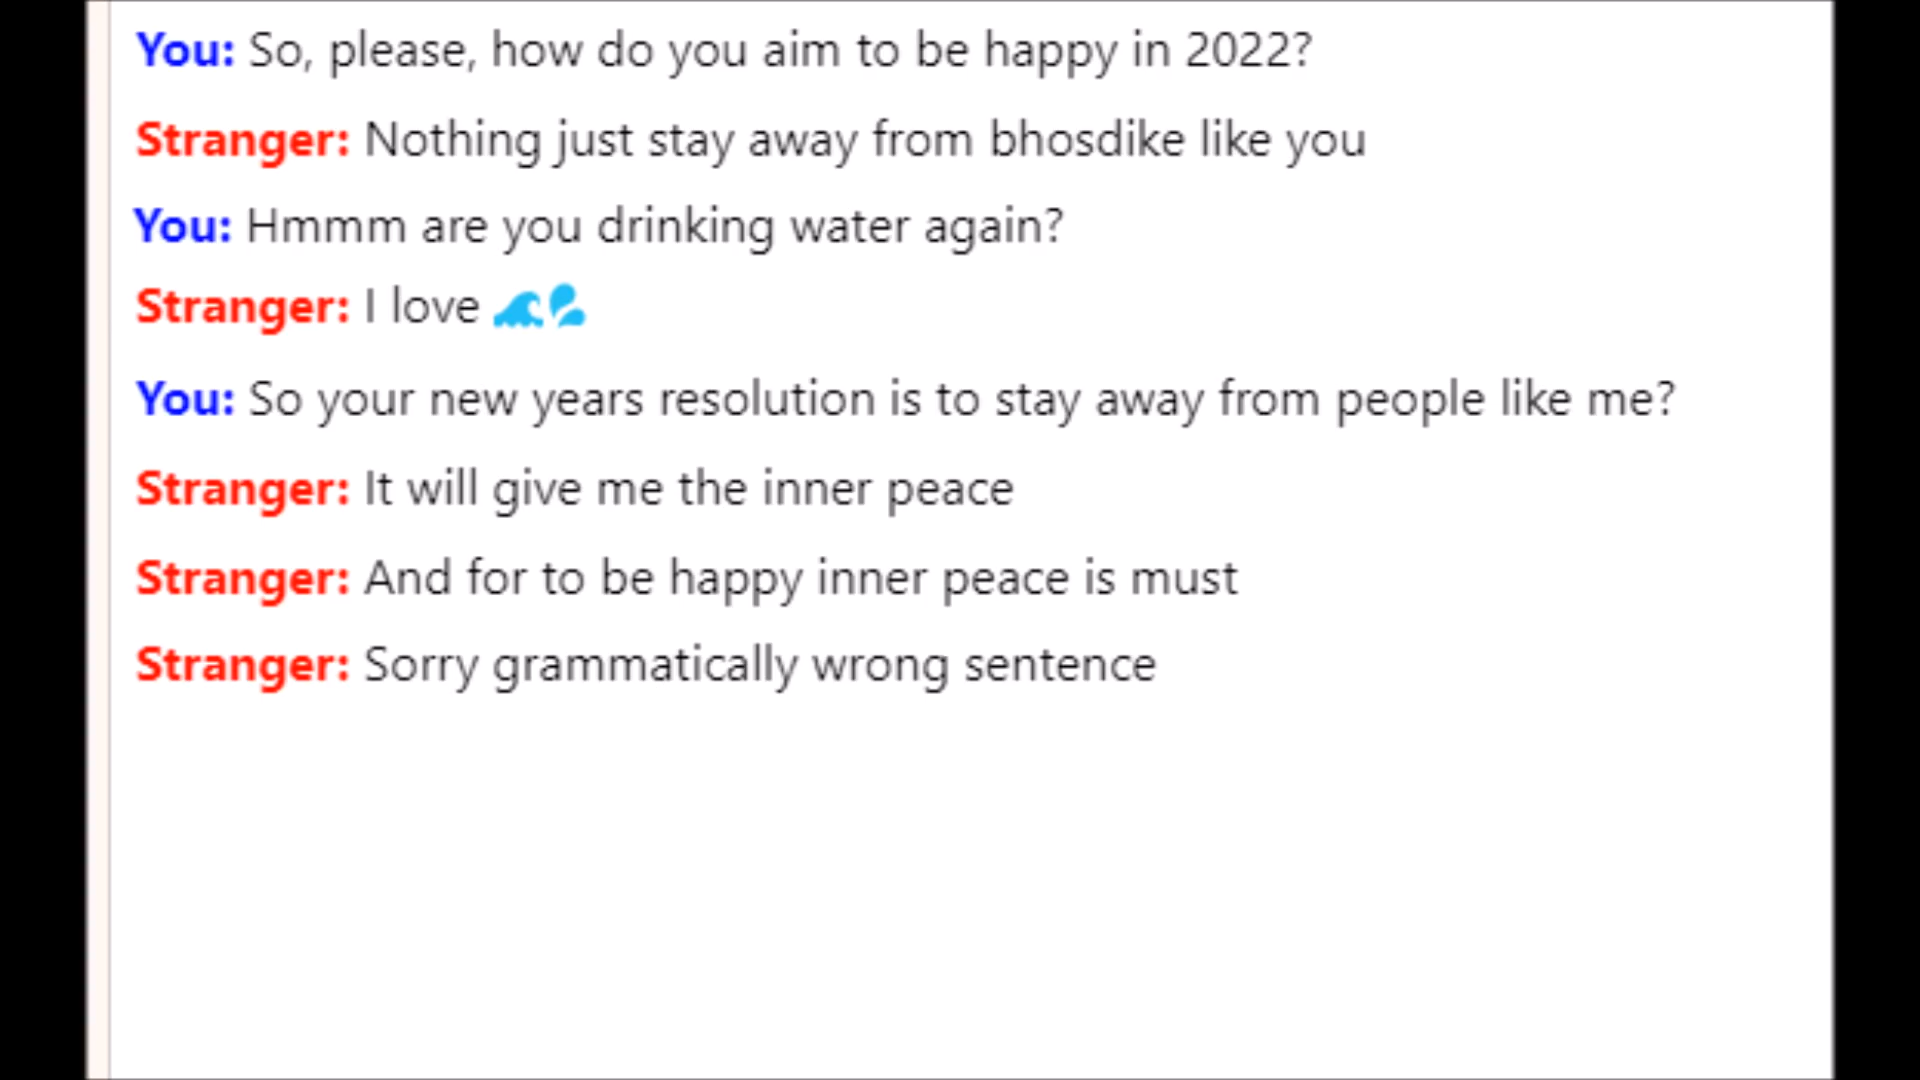 You: So, please, how do you aim to be happy in 2022?
Stranger: Nothing just stay away from bhosdike like you
You: Hmmm are you drinking water again?
Stranger: I love 🌊💦
You: So your new years resolution is to stay away from people like me?
Stranger: It will give me the inner peace
Stranger: And for to be happy inner peace is must
Stranger: Sorry grammatically wrong sentence